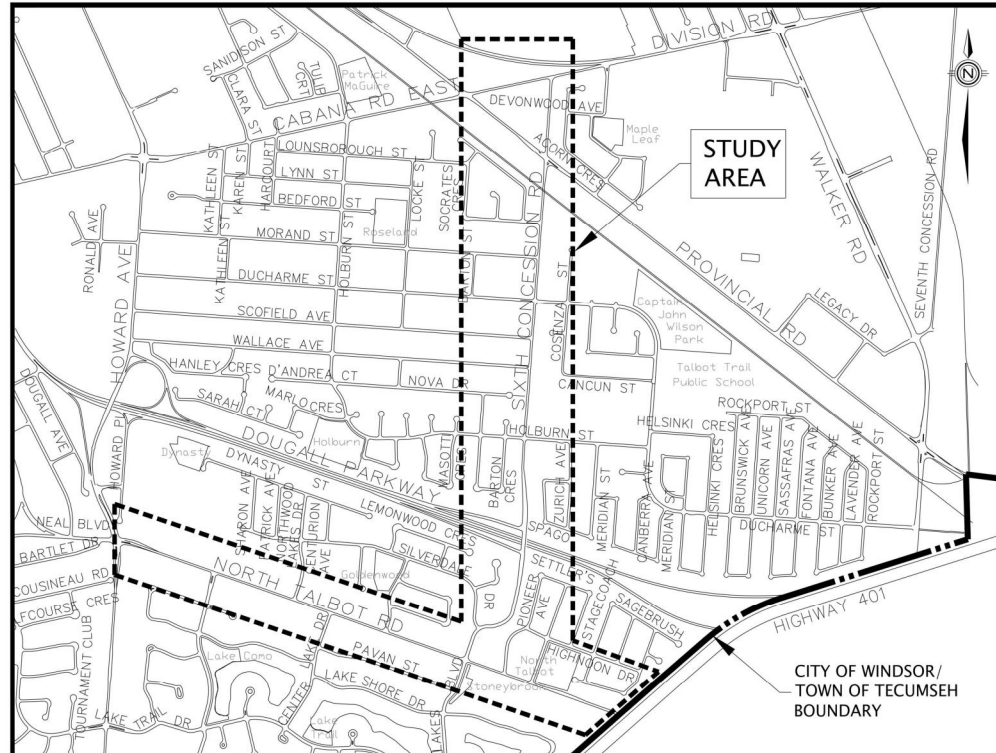 SANIDISON ST
TULIP
CRT
CLARA ST
Patrick
MaGuire
CABANA RD EAST
DIVISION RD
DEVONWOOD AVE
Maple
Leaf
ACORN CRES
N
STUDY
AREA
WALKER RD
SEVENTH CONCESSION RD
KATHLEEN ST
KAREN ST
HARCOURT
LOUNSBOROUGH ST
LYNN ST
BEDFORD ST
LOCKE ST
SOCRATES
CRES
RONALD AVE
HOWARD AVE
KATHLEEN ST
HOLBURN ST
MORAND ST
Roseland
BARTON ST
SIXTH CONCESSION RD
COSENZA ST
PROVINCIAL RD
LEGACY DR
DUCHARME ST
SCOFIELD AVE
WALLACE AVE
Captain
John
Wilson
Park
Talbot Trail
Public School
HANLEY CRES
D'ANDREA CT
NOVA DR
CANCUN ST
DOUGALL AVE
SARAH CT
MARLO CRES
Holburn
DOUGALL PARKWAY
MASOTTI
CRES
BARTON
CRES
HOLBURN ST
HELSINKI CRES
ROCKPORT ST
HOWARD PL
Dynasty
DYNASTY
ST
LEMONWOOD CRES
ZURICH AVE
MERIDIAN ST
CANBERRA AVE
MERIDIAN ST
HELSINKI CRES
BRUNSWICK AVE
UNICORN AVE
SASSAFRAS AVE
FONTANA AVE
BUNKER AVE
LAVENDER AVE
ROCKPORT ST
DUCHARME ST
NEAL BLVD
BARTLET DR
COUSINEAU RD
SHARON AVE
PATRICK AVE
LAKES DR
CENTURION
AVE
SILVERDALE
DR
Goldenwood
NORTH TALBOT RD
SPAGO
SETTLER'S
SAGEBRUSH
STAGECOACH
PIONEER
AVE
HIGHNOON DR
North
Talbot
Stoneybrook
PAVAN ST
LAKE SHORE DR
LAKES BLVD
CENTER LAKE DR
Lake Como
Lake
Trail
LAKE TRAIL DR
TOURNAMENT CLUB
HIGHWAY 401
CITY OF WINDSOR/
TOWN OF TECUMSEH
BOUNDARY